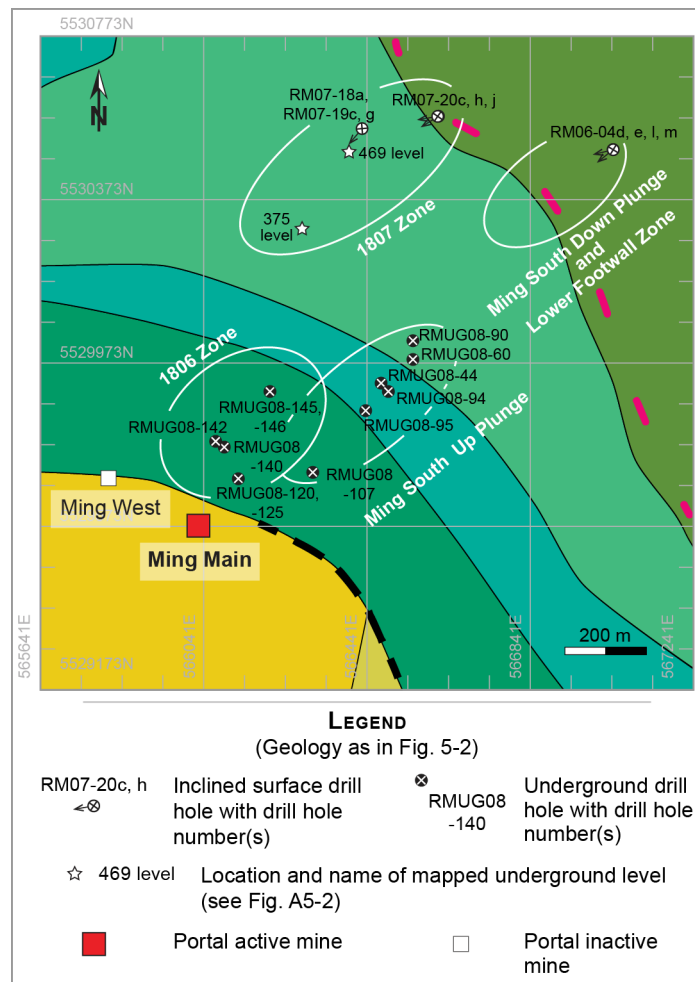 5530773N
N
RM07-18a,
RM07-19c, g
RM07-20c, h, j
469 level
RM06-04d, e, l, m
5530373N
375
level
1807 Zone
Ming South Down Plunge
and
Lower Footwall Zone
5529973N
1806 Zone
RMUG08-90
RMUG08-60
RMUG08-44
RMUG08-94
RMUG08-95
RMUG08-145,
-146
RMUG08-142
RMUG08
-140
RMUG08-120,
-125
RMUG08
-107
Ming South Up Plunge
Ming West
Ming Main
565641E
5529173N
566041E
566441E
566841E
567241E
200 m
LEGEND
(Geology as in Fig. 5-2)
RM07-20c, h
Inclined surface drill
hole with drill hole
number(s)
RMUG08
-140
Underground drill
hole with drill hole
number(s)
469 level
Location and name of mapped underground level
(see Fig. A5-2)
Portal active mine
Portal inactive
mine